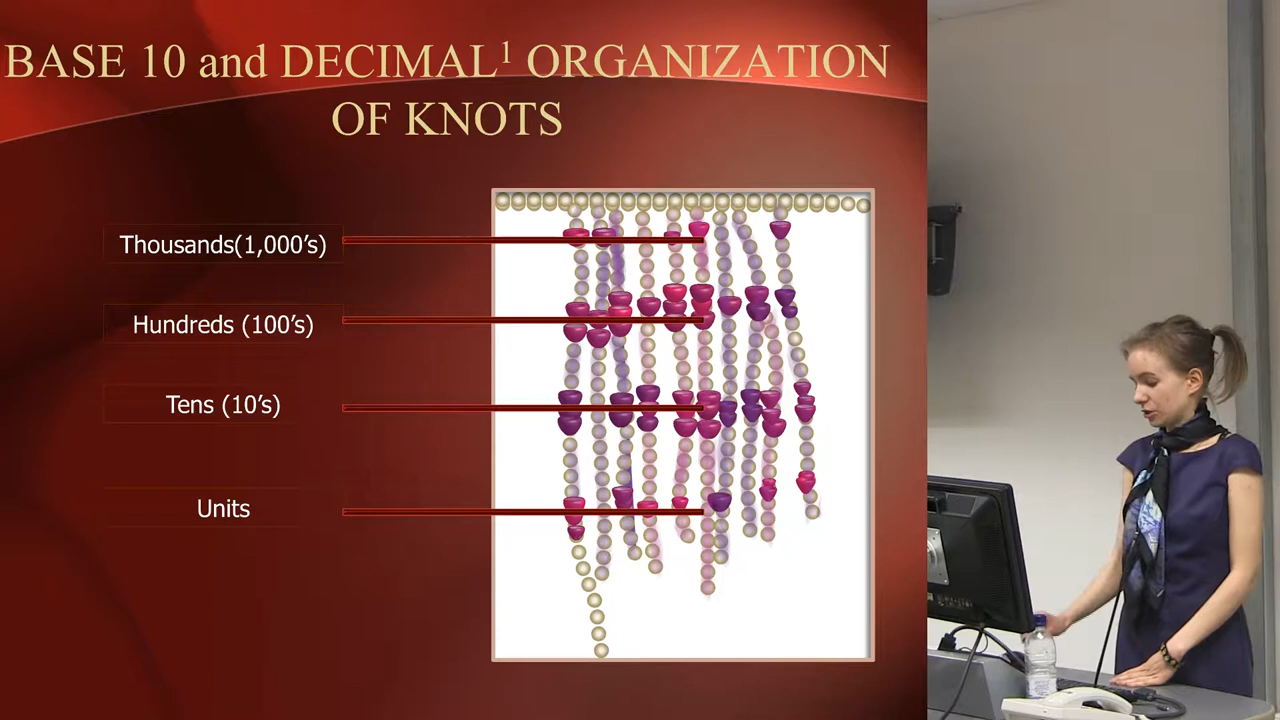 BASE 10 and DECIMAL¹ ORGANIZATION
OF KNOTS
Thousands(1,000’s)
Hundreds (100’s)
Tens (10’s)
Units